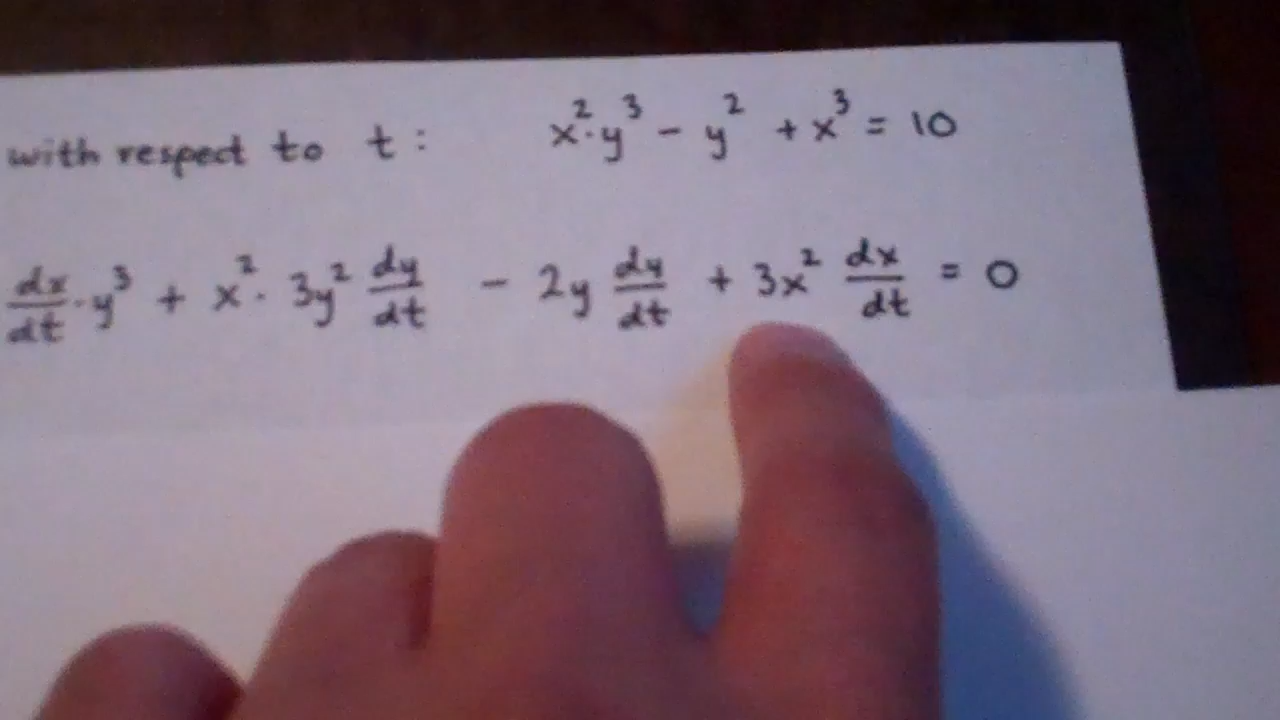 with respect to t: x²·y³ - y² + x³ = 10
dx/dt · y³ + x² · 3y² dy/dt - 2y dy/dt + 3x² dx/dt = 0